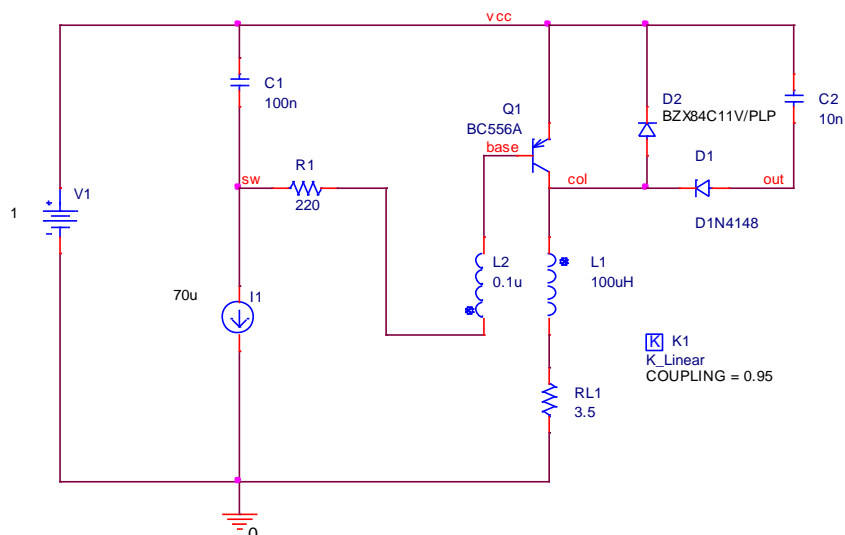 vcc
C1
100n
Q1
BC556A
base
D2
BZX84C11V/PLP
C2
10n
D1
sw
R1
220
col
out
V1
1
D1N4148
L2
0.1u
L1
100uH
70u
I1
K
K1
K_Linear
COUPLING = 0.95
RL1
3.5
0